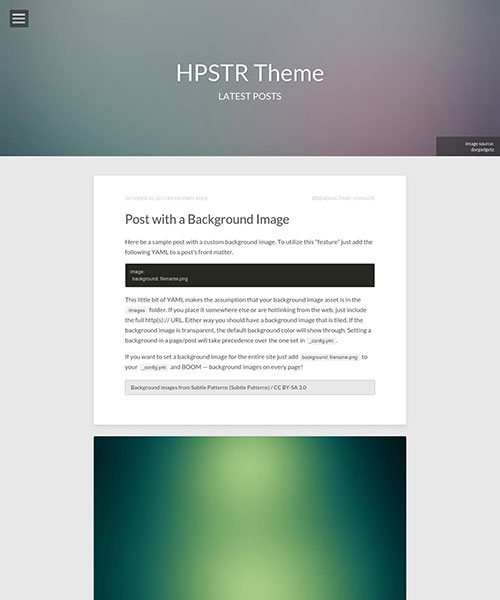 HPSTR Theme
LATEST POSTS
Image source:
dargadgetz
BY MICHAEL ROSE
READING TIME
Post with a Background Image
Here be a sample post with a custom background image. To utilize this "feature" just add the
following YAML to a post's front matter.
image:
background: filename.png
This little bit of YAML makes the assumption that your background image asset is in the
/images folder. If you place it somewhere else or are hotlinking from the web, just include
the full http(s):// URL. Either way you should have a background image that is tiled. If the
background image is transparent, the default background color will show through. Setting a
background in a page/post will take precedence over the one set in _config.yml .
If you want to set a background image for the entire site just add background: filename.png to
your _config.yml and BOOM — background images on every page!
Background images from Subtle Patterns (Subtle Patterns) / CC BY-SA 3.0